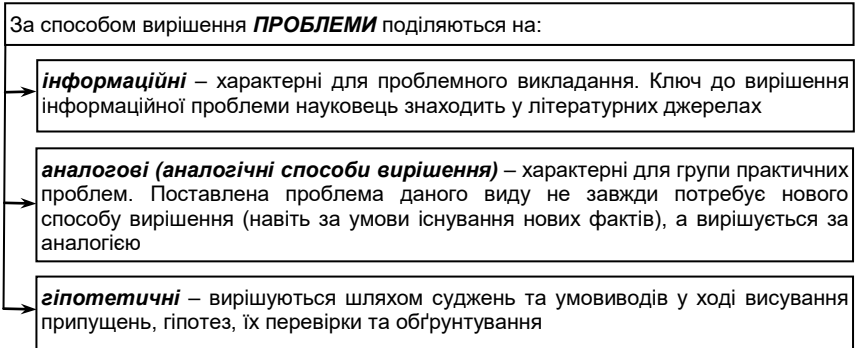 За способом вирішення ПРОБЛЕМИ поділяються на:
інформаційні – характерні для проблемного викладання. Ключ до вирішення
інформаційної проблеми науковець знаходить у літературних джерелах
аналогові (аналогічні способи вирішення) – характерні для групи практичних
проблем. Поставлена проблема даного виду не завжди потребує нового
способу вирішення (навіть за умови існування нових фактів), а вирішується за
аналогією
гіпотетичні – вирішуються шляхом суджень та умовиводів у ході висування
припущень, гіпотез, їх перевірки та обґрунтування